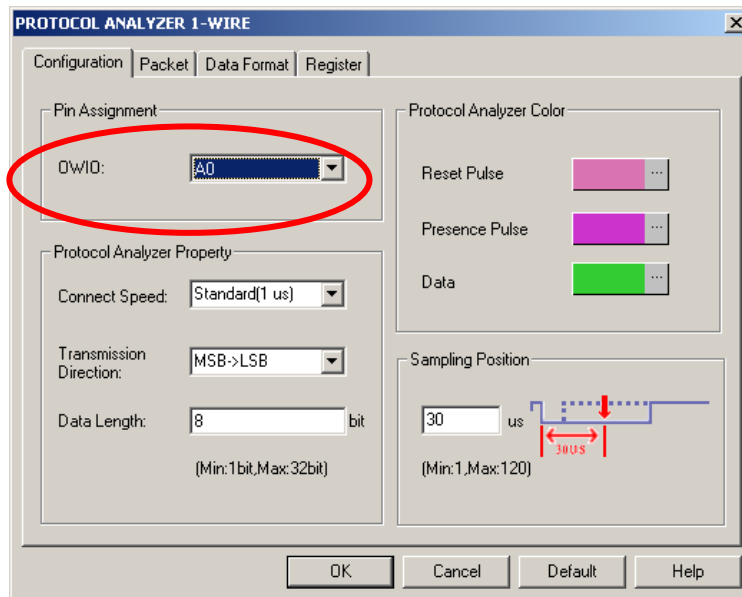 PROTOCOL ANALYZER 1-WIRE
Configuration Packet Data Format Register
Pin Assignment
OWIO: A0
Protocol Analyzer Property
Connect Speed: Standard(1 us)
Transmission
Direction: MSB->LSB
Data Length: 8 bit
(Min:1bit,Max:32bit)
Protocol Analyzer Color
Reset Pulse ...
Presence Pulse ...
Data ...
Sampling Position
30 us
30US
(Min:1,Max:120)
OK Cancel Default Help